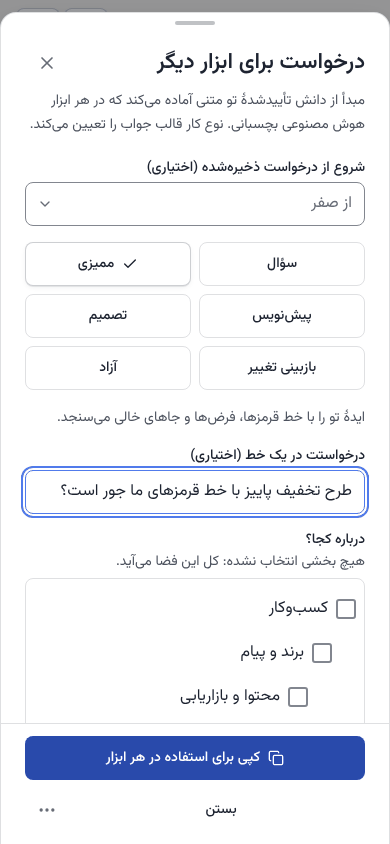 درخواست برای ابزار دیگر
مبدأ از دانش تأییدشدهٔ تو متنی آماده می‌کند که در هر ابزار
هوش مصنوعی بچسبانی. نوع کار قالب جواب را تعیین می‌کند.
شروع از درخواست ذخیره‌شده (اختیاری)
از صفر
سؤال
ممیزی
پیش‌نویس
تصمیم
بازبینی تغییر
آزاد
ایدهٔ تو را با خط قرمزها، فرض‌ها و جاهای خالی می‌سنجد.
درخواستت در یک خط (اختیاری)
طرح تخفیف پاییز با خط قرمزهای ما جور است؟
درباره کجا؟
هیچ بخشی انتخاب نشده: کل این فضا می‌آید.
کسب‌وکار
برند و پیام
محتوا و بازاریابی
کپی برای استفاده در هر ابزار
بستن